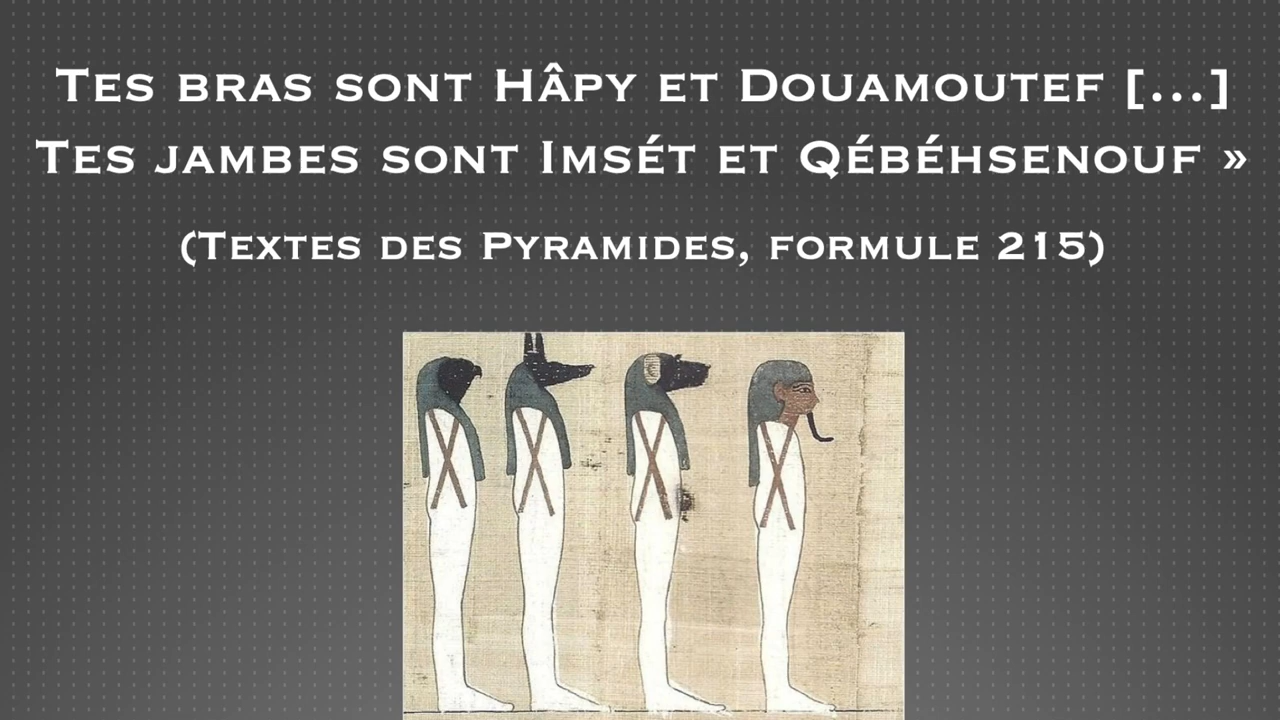 Tes bras sont Hâpy et Douamoutef [...]
Tes jambes sont Imsét et Qébéhsenouf »
(Textes des Pyramides, formule 215)